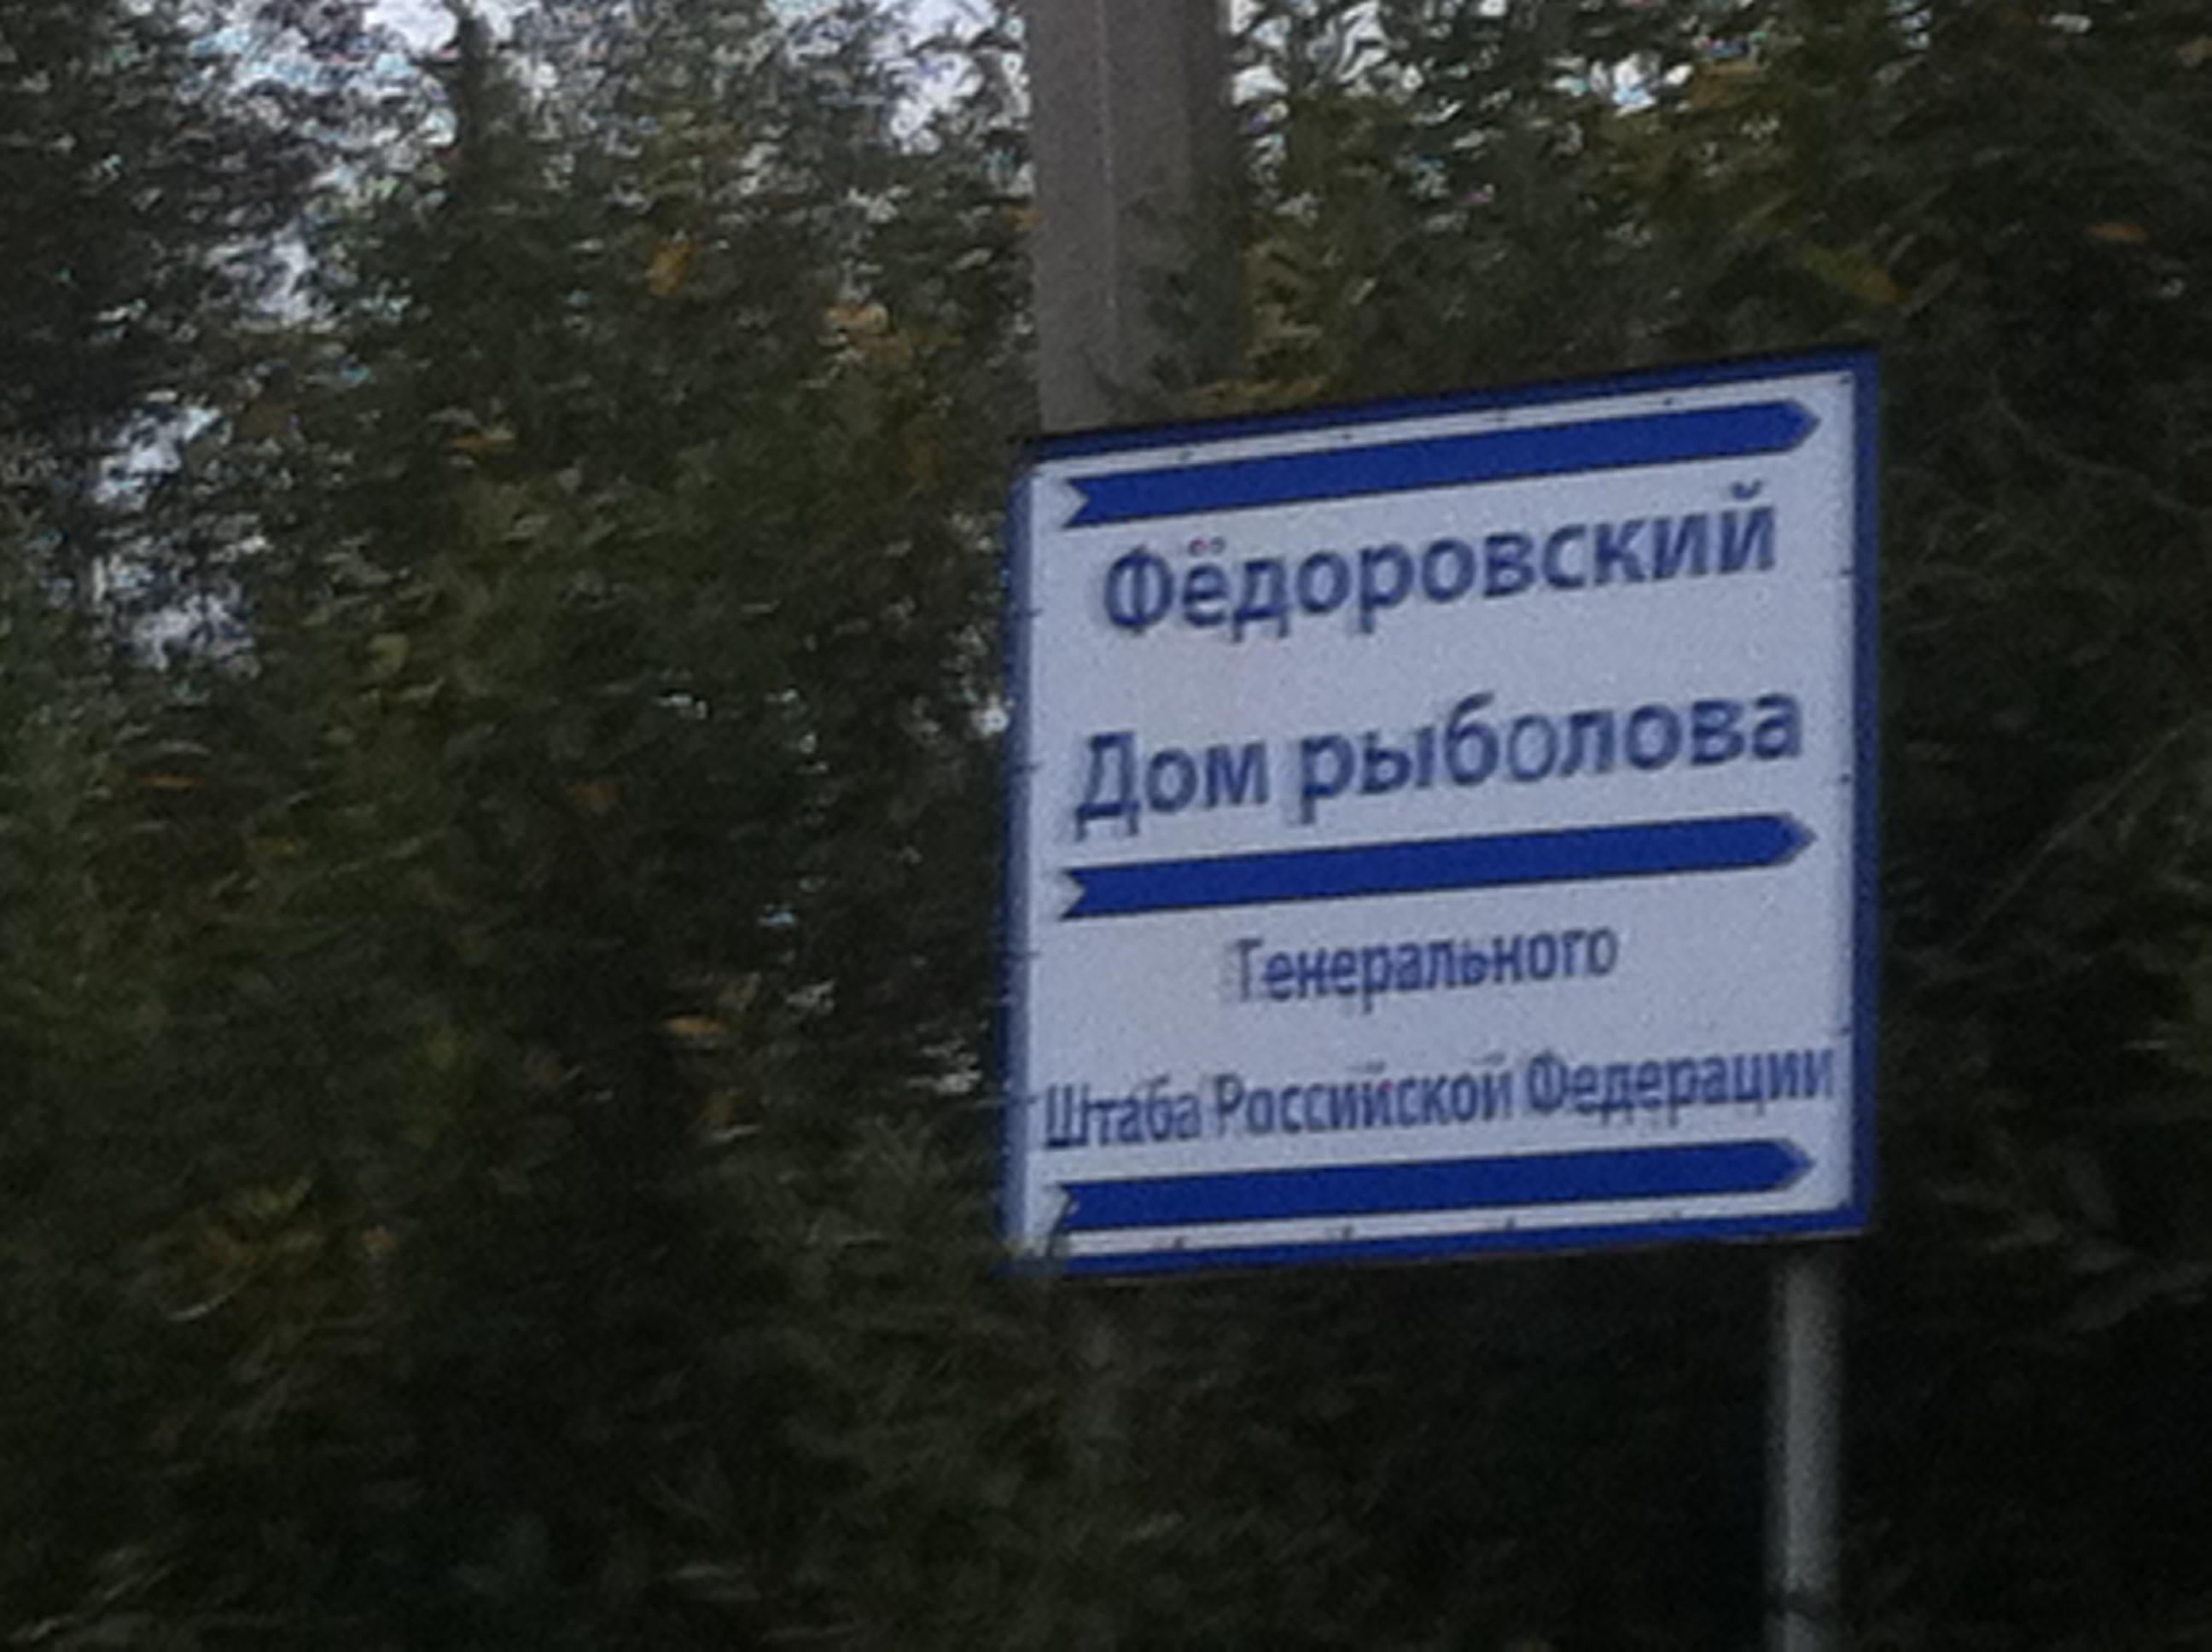 Фёдоровский
Дом рыболова
Генерального
Штаба Российской Федерации